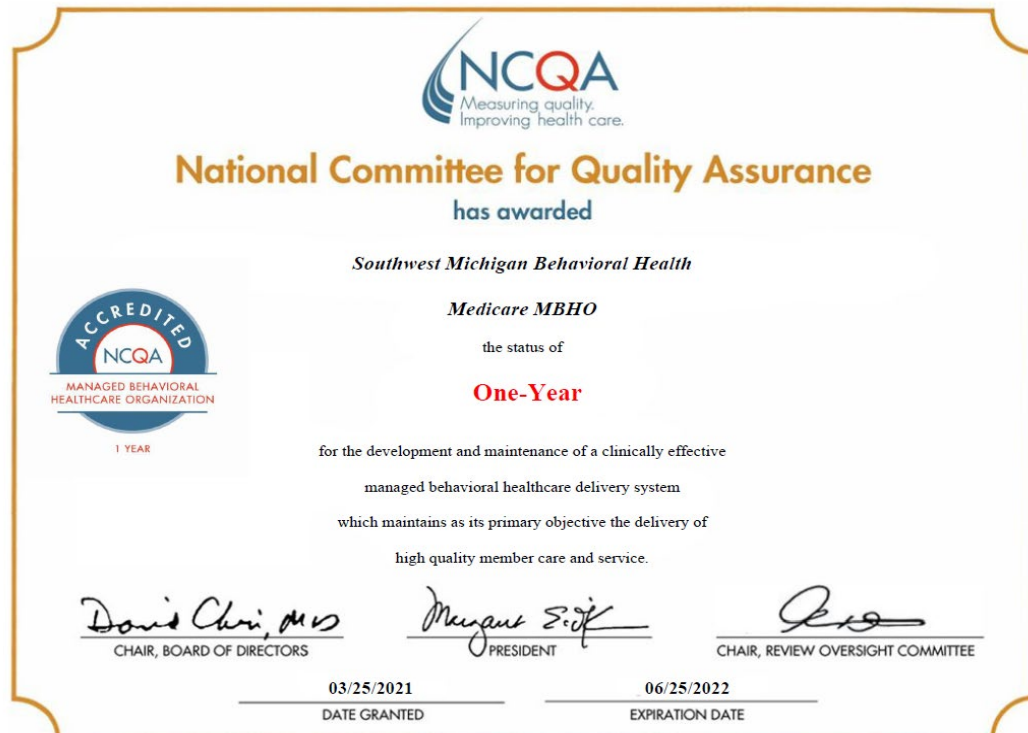 NCQA
Measuring quality.
Improving health care.
National Committee for Quality Assurance
has awarded
Southwest Michigan Behavioral Health
Medicare MBHO
the status of
One-Year
ACCREDITED
NCQA
MANAGED BEHAVIORAL
HEALTHCARE ORGANIZATION
1 YEAR
for the development and maintenance of a clinically effective
managed behavioral healthcare delivery system
which maintains as its primary objective the delivery of
high quality member care and service.
CHAIR, BOARD OF DIRECTORS
PRESIDENT
CHAIR, REVIEW OVERSIGHT COMMITTEE
03/25/2021
06/25/2022
DATE GRANTED
EXPIRATION DATE